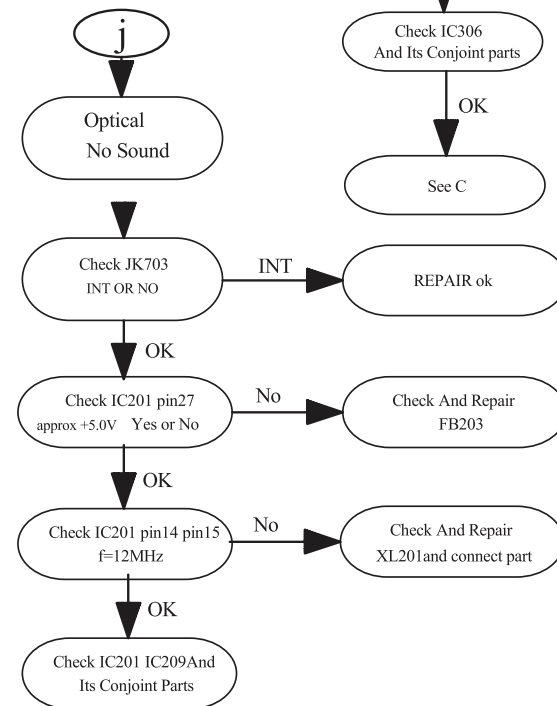 j
Optical
No Sound
Check JK703
INT OR NO
INT
REPAIR ok
OK
Check IC201 pin27
approx +5.0V Yes or No
No
Check And Repair
FB203
OK
Check IC201 pin14 pin15
f=12MHz
No
Check And Repair
XL201and connect part
OK
Check IC201 IC209And
Its Conjoint Parts
Check IC306
And Its Conjoint parts
OK
See C